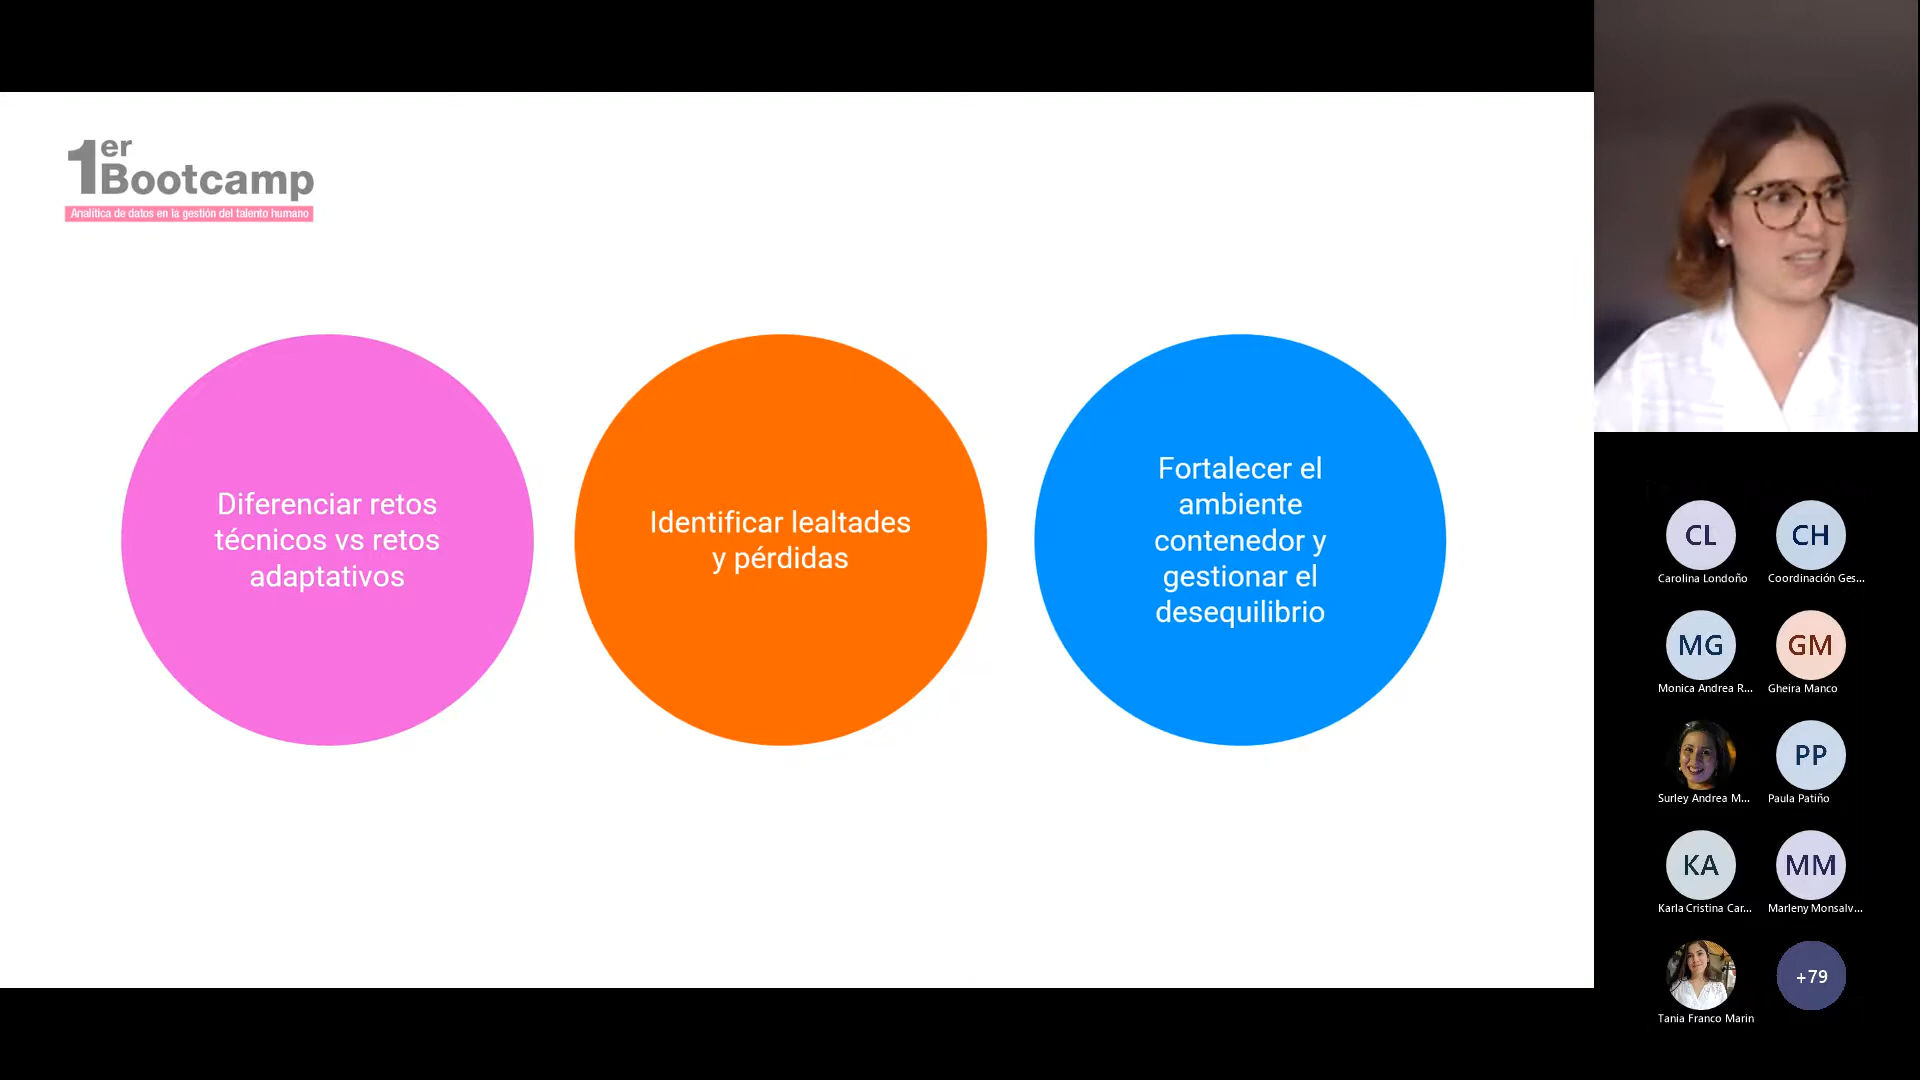 1er
Bootcamp
Analítica de datos en la gestión del talento humano
Diferenciar retos
técnicos vs retos
adaptativos
Identificar lealtades
y pérdidas
Fortalecer el
ambiente
contenedor y
gestionar el
desequilibrio
CL
CH
Carolina Londoño
Coordinación Ges...
MG
GM
Monica Andrea R...
Gheira Manco
PP
Surley Andrea M...
Paula Patiño
KA
MM
Karla Cristina Car...
Marleny Monsalv...
+79
Tania Franco Marin